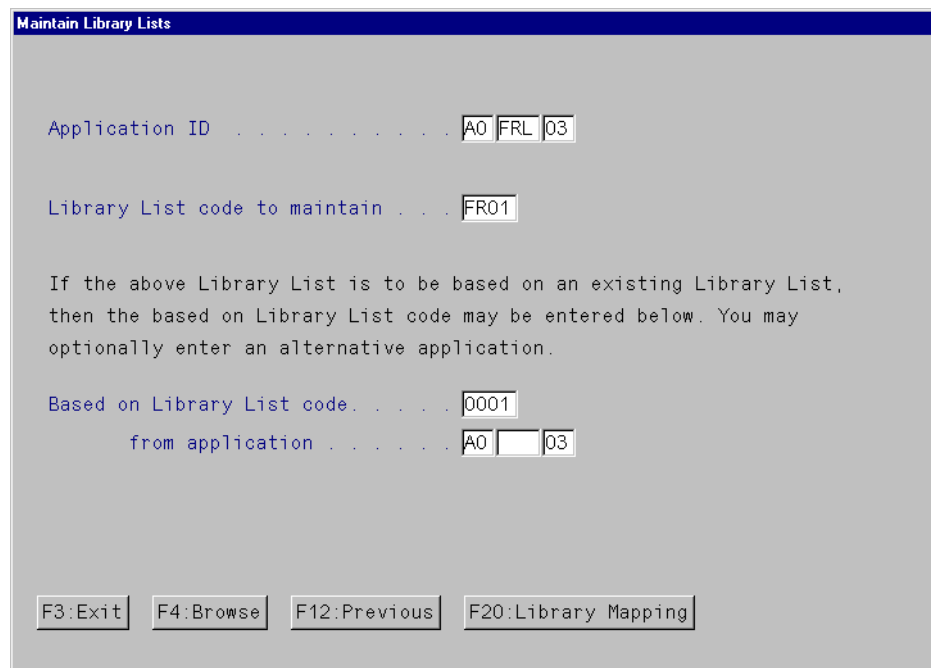 Maintain Library Lists
Application ID . . . . . . . . . . A0 FRL 03
Library List code to maintain . . . FR01
If the above Library List is to be based on an existing Library List,
then the based on Library List code may be entered below. You may
optionally enter an alternative application.
Based on Library List code. . . . . 0001
from application . . . . . . A0 03
F3:Exit F4:Browse F12:Previous F20:Library Mapping